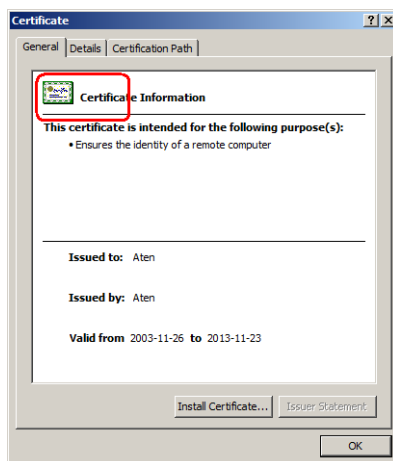 Certificate
General Details Certification Path
Certificate Information
This certificate is intended for the following purpose(s):
• Ensures the identity of a remote computer
Issued to: Aten
Issued by: Aten
Valid from 2003-11-26 to 2013-11-23
Install Certificate... Issuer Statement
OK